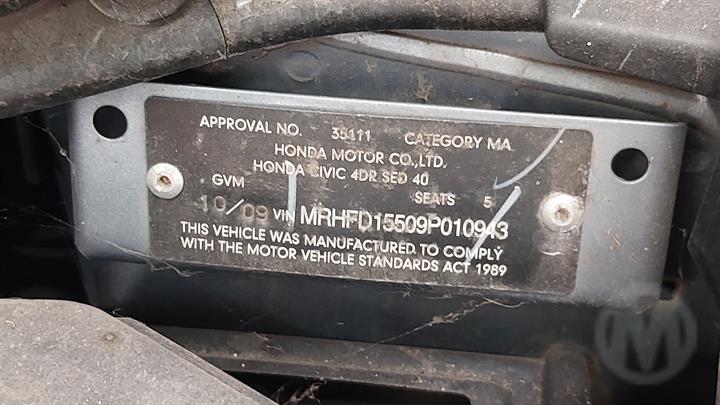 APPROVAL NO. 35111 CATEGORY MA
HONDA MOTOR CO.,LTD.
HONDA CIVIC 4DR SED 40
GVM SEATS 5
10/09 VIN MRHFD15509P010943
THIS VEHICLE WAS MANUFACTURED TO COMPLY
WITH THE MOTOR VEHICLE STANDARDS ACT 1989
M